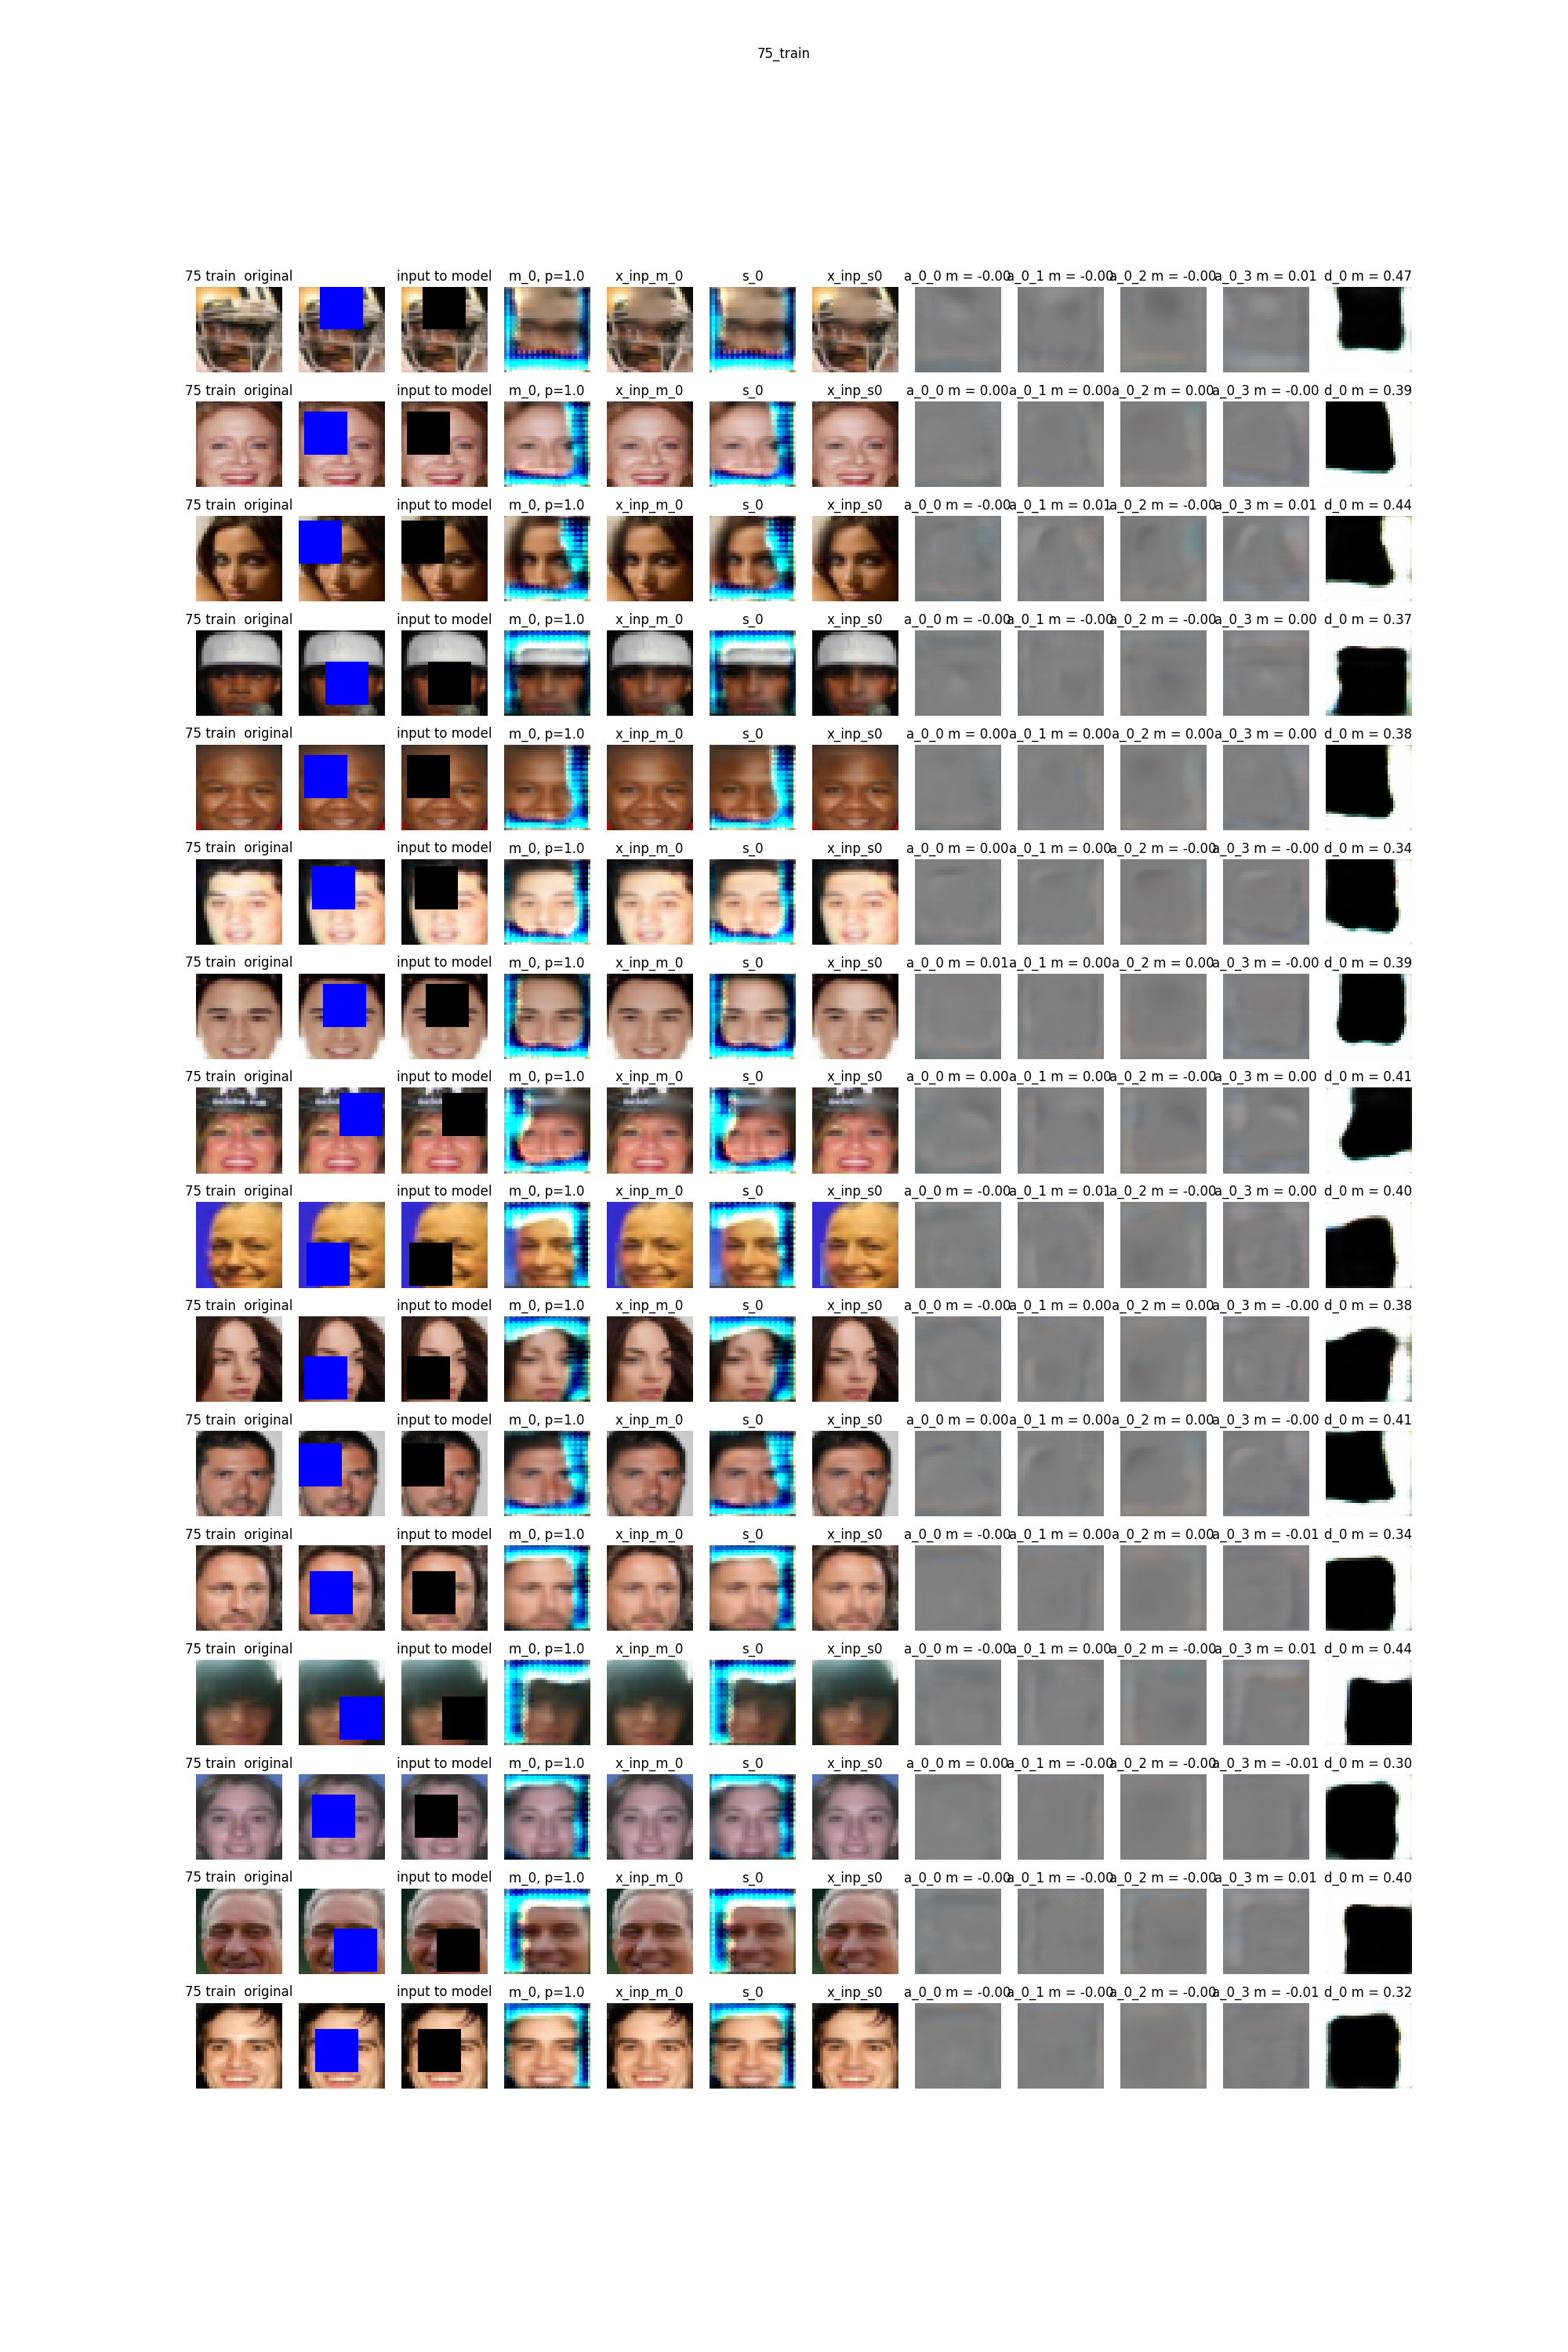 75_train
75 train original input to model m_0, p=1.0 x_inp_m_0 s_0 x_inp_s0 a_0_0 m = -0.00 a_0_1 m = -0.00 a_0_2 m = -0.00 a_0_3 m = 0.01 d_0 m = 0.47
75 train original input to model m_0, p=1.0 x_inp_m_0 s_0 x_inp_s0 a_0_0 m = 0.00 a_0_1 m = 0.00 a_0_2 m = 0.00 a_0_3 m = -0.00 d_0 m = 0.39
75 train original input to model m_0, p=1.0 x_inp_m_0 s_0 x_inp_s0 a_0_0 m = -0.00 a_0_1 m = 0.01 a_0_2 m = -0.00 a_0_3 m = 0.01 d_0 m = 0.44
75 train original input to model m_0, p=1.0 x_inp_m_0 s_0 x_inp_s0 a_0_0 m = -0.00 a_0_1 m = -0.00 a_0_2 m = -0.00 a_0_3 m = 0.00 d_0 m = 0.37
75 train original input to model m_0, p=1.0 x_inp_m_0 s_0 x_inp_s0 a_0_0 m = 0.00 a_0_1 m = 0.00 a_0_2 m = 0.00 a_0_3 m = 0.00 d_0 m = 0.38
75 train original input to model m_0, p=1.0 x_inp_m_0 s_0 x_inp_s0 a_0_0 m = 0.00 a_0_1 m = 0.00 a_0_2 m = -0.00 a_0_3 m = -0.00 d_0 m = 0.34
75 train original input to model m_0, p=1.0 x_inp_m_0 s_0 x_inp_s0 a_0_0 m = 0.01 a_0_1 m = 0.00 a_0_2 m = 0.00 a_0_3 m = -0.00 d_0 m = 0.39
75 train original input to model m_0, p=1.0 x_inp_m_0 s_0 x_inp_s0 a_0_0 m = 0.00 a_0_1 m = 0.00 a_0_2 m = -0.00 a_0_3 m = 0.00 d_0 m = 0.41
75 train original input to model m_0, p=1.0 x_inp_m_0 s_0 x_inp_s0 a_0_0 m = -0.00 a_0_1 m = 0.01 a_0_2 m = -0.00 a_0_3 m = 0.00 d_0 m = 0.40
75 train original input to model m_0, p=1.0 x_inp_m_0 s_0 x_inp_s0 a_0_0 m = -0.00 a_0_1 m = 0.00 a_0_2 m = 0.00 a_0_3 m = -0.00 d_0 m = 0.38
75 train original input to model m_0, p=1.0 x_inp_m_0 s_0 x_inp_s0 a_0_0 m = 0.00 a_0_1 m = 0.00 a_0_2 m = 0.00 a_0_3 m = -0.00 d_0 m = 0.41
75 train original input to model m_0, p=1.0 x_inp_m_0 s_0 x_inp_s0 a_0_0 m = -0.00 a_0_1 m = 0.00 a_0_2 m = 0.00 a_0_3 m = -0.01 d_0 m = 0.34
75 train original input to model m_0, p=1.0 x_inp_m_0 s_0 x_inp_s0 a_0_0 m = -0.00 a_0_1 m = 0.00 a_0_2 m = -0.00 a_0_3 m = 0.01 d_0 m = 0.44
75 train original input to model m_0, p=1.0 x_inp_m_0 s_0 x_inp_s0 a_0_0 m = 0.00 a_0_1 m = -0.00 a_0_2 m = -0.00 a_0_3 m = -0.01 d_0 m = 0.30
75 train original input to model m_0, p=1.0 x_inp_m_0 s_0 x_inp_s0 a_0_0 m = -0.00 a_0_1 m = -0.00 a_0_2 m = -0.00 a_0_3 m = 0.01 d_0 m = 0.40
75 train original input to model m_0, p=1.0 x_inp_m_0 s_0 x_inp_s0 a_0_0 m = -0.00 a_0_1 m = -0.00 a_0_2 m = -0.00 a_0_3 m = -0.01 d_0 m = 0.32